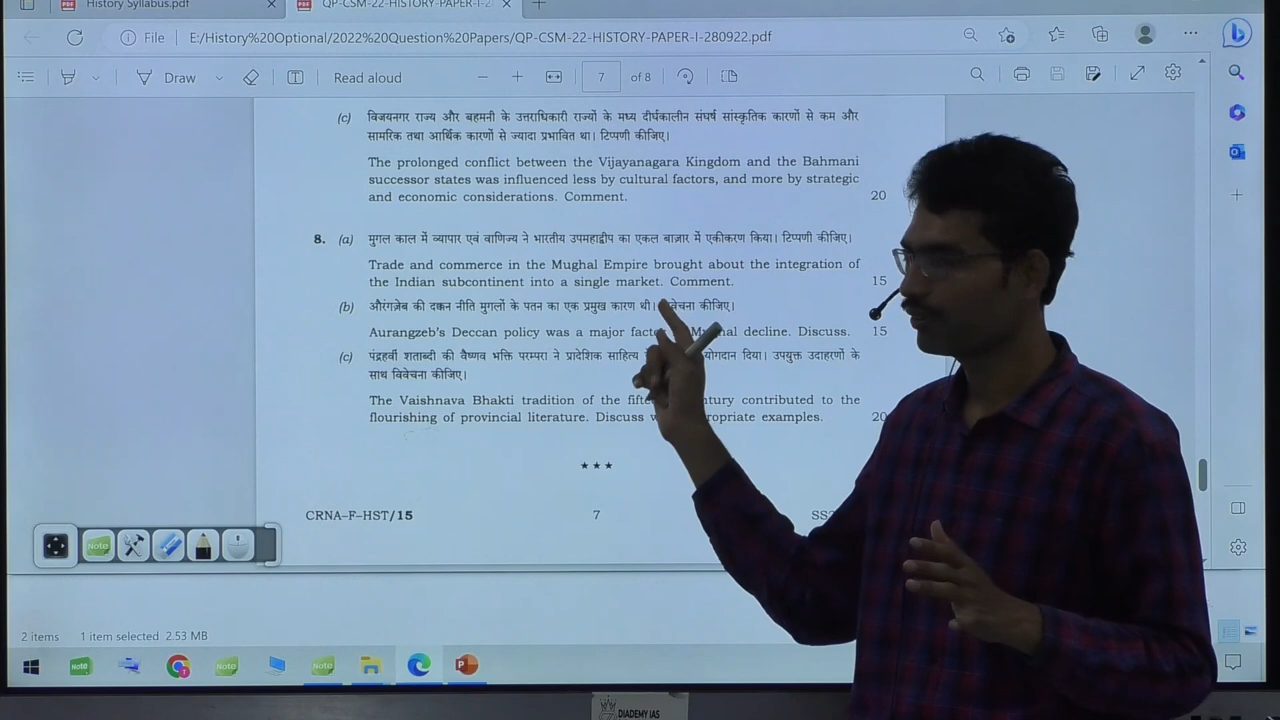 History Syllabus.pdf
QP-CSM-22-HISTORY-PAPER-I-2
File E:/History%20Optional/2022%20Question%20Papers/QP-CSM-22-HISTORY-PAPER-I-280922.pdf
Draw Read aloud 7 of 8
(c) विजयनगर राज्य और बहमनी के उत्तराधिकारी राज्यों के मध्य दीर्घकालीन संघर्ष सांस्कृतिक कारणों से कम और
सामरिक तथा आर्थिक कारणों से ज्यादा प्रभावित था। टिप्पणी कीजिए।
The prolonged conflict between the Vijayanagara Kingdom and the Bahmani
successor states was influenced less by cultural factors, and more by strategic
and economic considerations. Comment. 20
8. (a) मुगल काल में व्यापार एवं वाणिज्य ने भारतीय उपमहाद्वीप का एकल बाज़ार में एकीकरण किया। टिप्पणी कीजिए।
Trade and commerce in the Mughal Empire brought about the integration of
the Indian subcontinent into a single market. Comment. 15
(b) औरंगज़ेब की दक्कन नीति मुगलों के पतन का एक प्रमुख कारण थी। कीजिए।
Aurangzeb's Deccan policy was a major decline. Discuss. 15
(c) पंद्रहवीं शताब्दी की वैष्णव भक्ति परम्परा ने प्रादेशिक साहित्य दिया। उपयुक्त उदाहरणों के
साथ विवेचना कीजिए।
The Vaishnava Bhakti tradition of the contributed to the
flourishing of provincial literature. Discuss examples. 20
★ ★ ★
CRNA-F-HST/15 7
Note
2 items 1 item selected 2.53 MB
Note Note Note
DIADEMY IAS